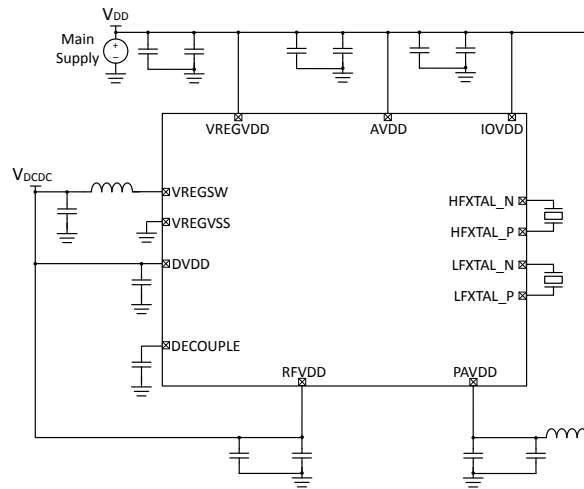 VDD
Main
Supply
+
−
VREGVDD
AVDD
IOVDD
VDCDC
VREGSW
VREGVSS
DVDD
DECOUPLE
HFXTAL_N
HFXTAL_P
LFXTAL_N
LFXTAL_P
RFVDD
PAVDD